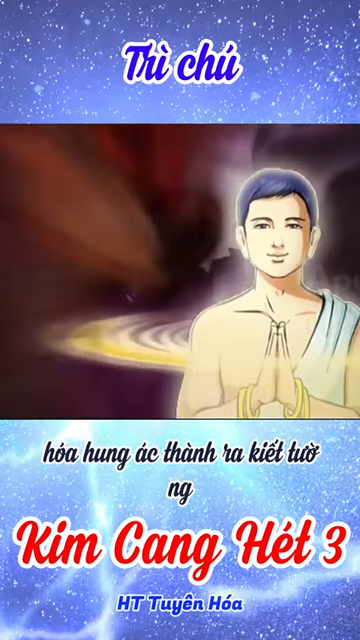 Trì chú
hóa hung ác thành ra kiết tườ
ng
Kim Cang Hét 3
HT Tuyên Hóa